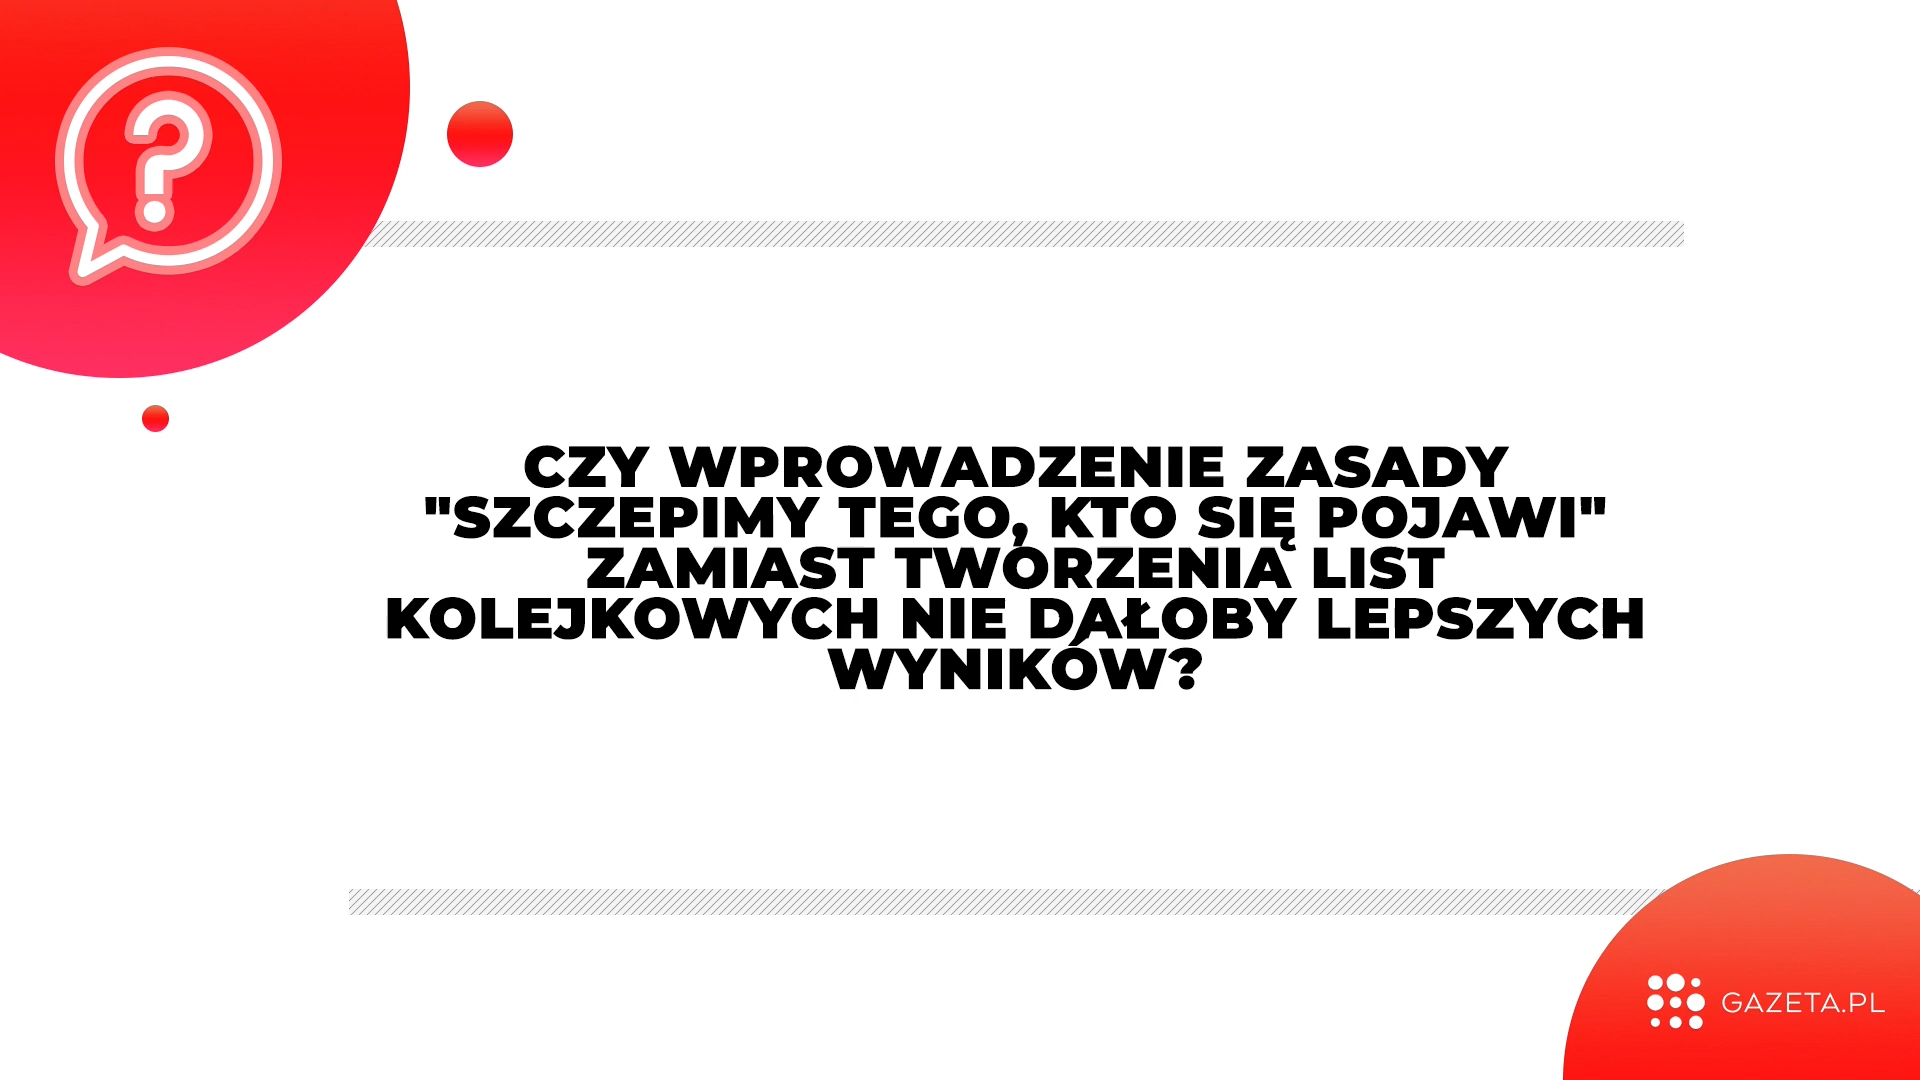 CZY WPROWADZENIE ZASADY
"SZCZEPIMY TEGO, KTO SIĘ POJAWI"
ZAMIAST TWORZENIA LIST
KOLEJKOWYCH NIE DAŁOBY LEPSZYCH
WYNIKÓW?
GAZETA.PL